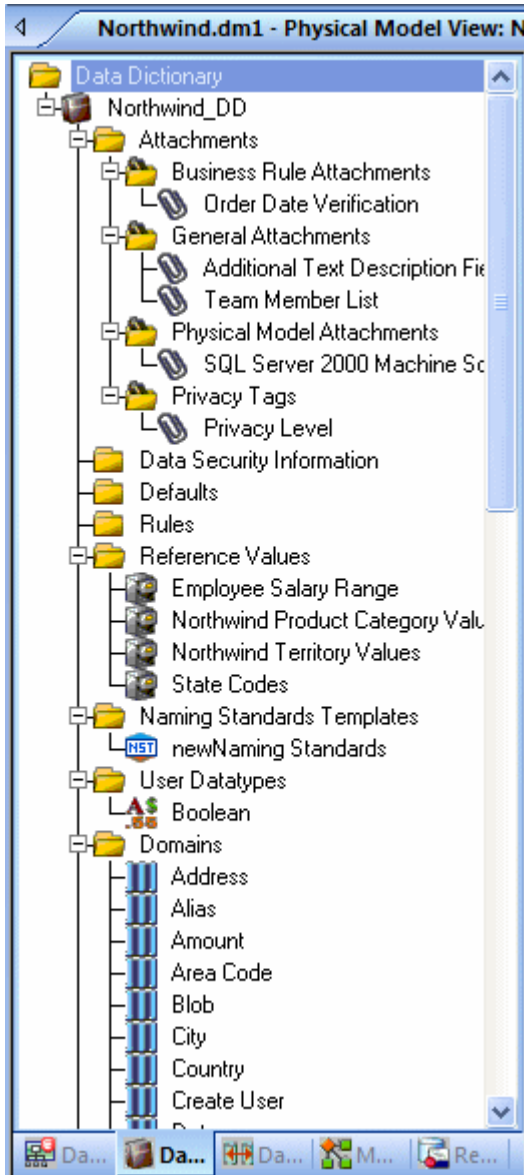 Northwind.dm1 - Physical Model View: N
Data Dictionary
Northwind_DD
Attachments
Business Rule Attachments
Order Date Verification
General Attachments
Additional Text Description Fie
Team Member List
Physical Model Attachments
SQL Server 2000 Machine Sc
Privacy Tags
Privacy Level
Data Security Information
Defaults
Rules
Reference Values
Employee Salary Range
Northwind Product Category Valu
Northwind Territory Values
State Codes
Naming Standards Templates
NST newNaming Standards
User Datatypes
Boolean
Domains
Address
Alias
Amount
Area Code
Blob
City
Country
Create User
Da... Da... Da... M... Re...